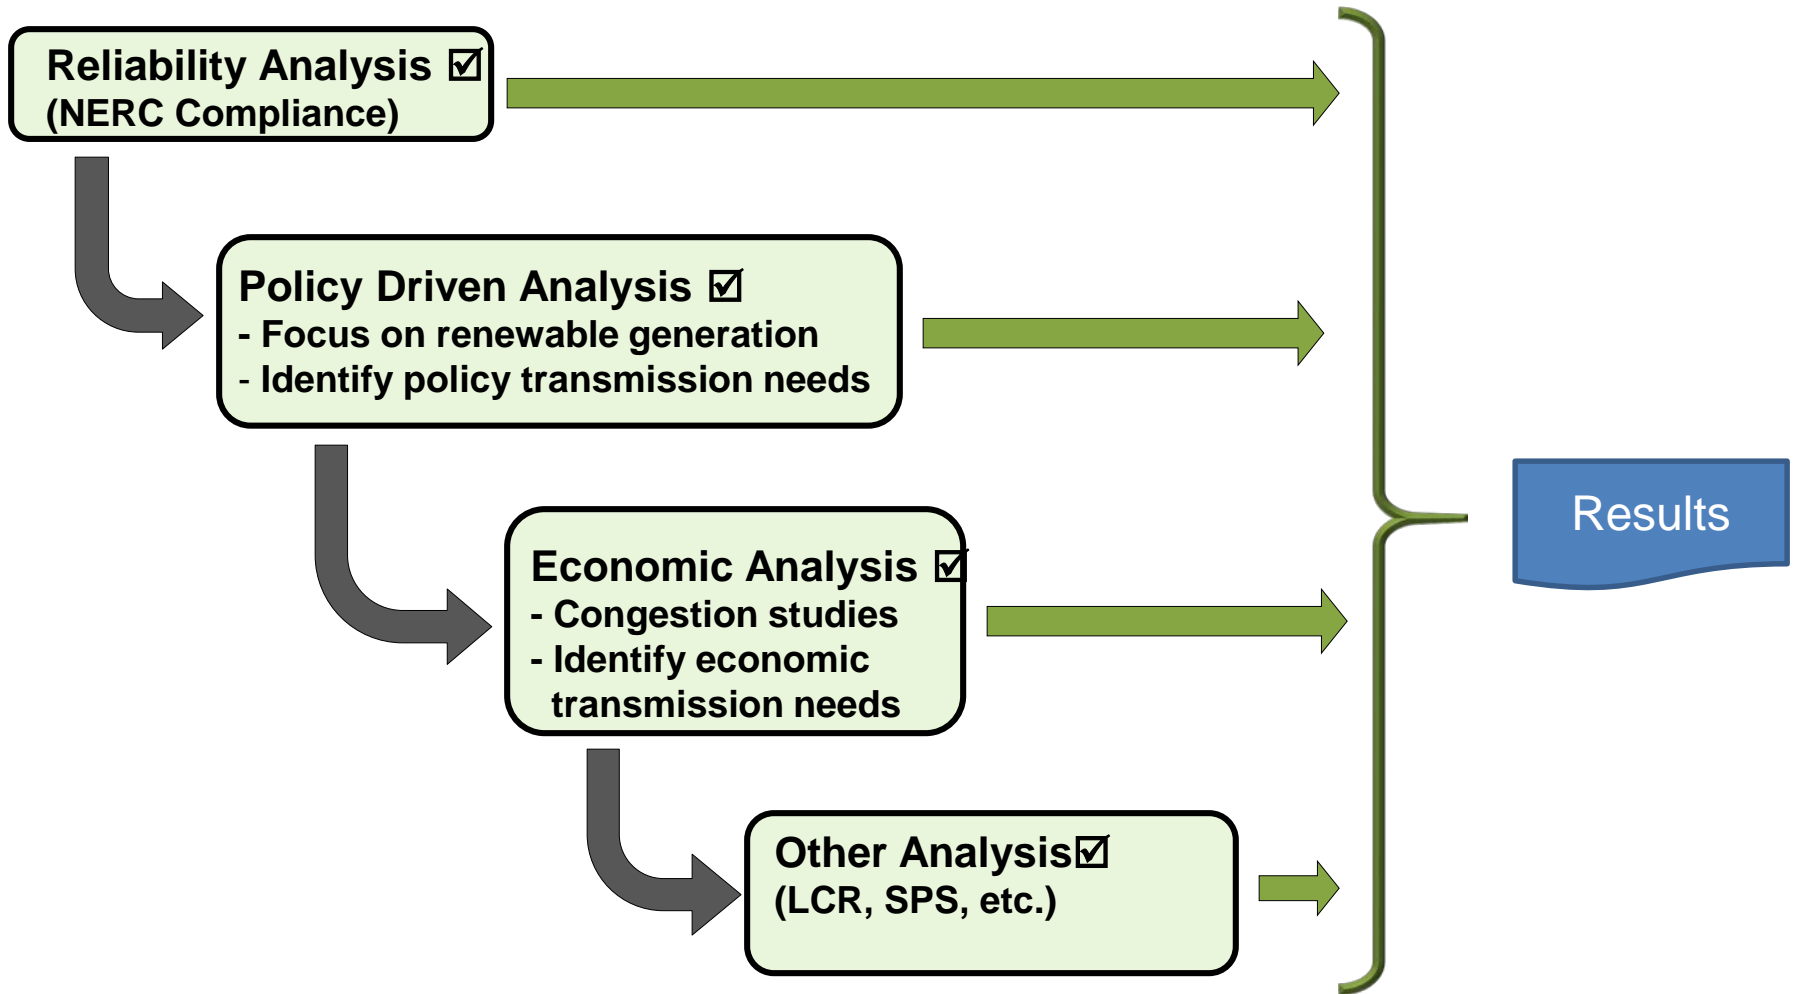 Reliability Analysis ☑
(NERC Compliance)
Policy Driven Analysis ☑
- Focus on renewable generation
- Identify policy transmission needs
Economic Analysis ☑
- Congestion studies
- Identify economic
transmission needs
Other Analysis☑
(LCR, SPS, etc.)
Results